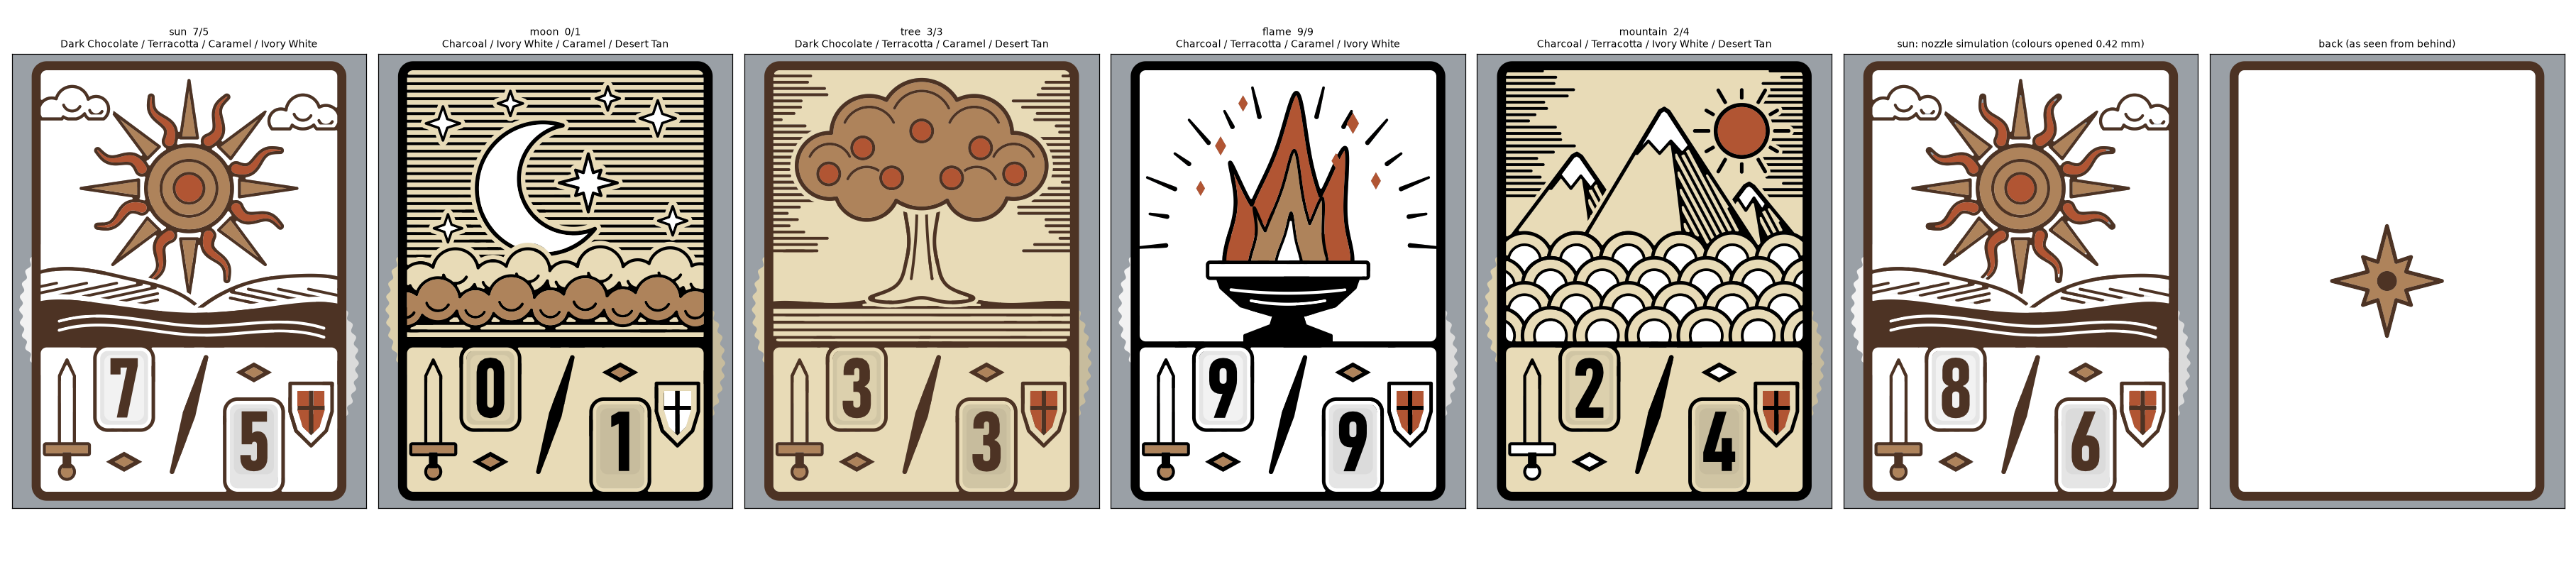 sun 7/5
Dark Chocolate / Terracotta / Caramel / Ivory White
7
5
moon 0/1
Charcoal / Ivory White / Caramel / Desert Tan
0
1
tree 3/3
Dark Chocolate / Terracotta / Caramel / Desert Tan
3
3
flame 9/9
Charcoal / Terracotta / Caramel / Ivory White
9
9
mountain 2/4
Charcoal / Terracotta / Ivory White / Desert Tan
2
4
sun: nozzle simulation (colours opened 0.42 mm)
8
6
back (as seen from behind)